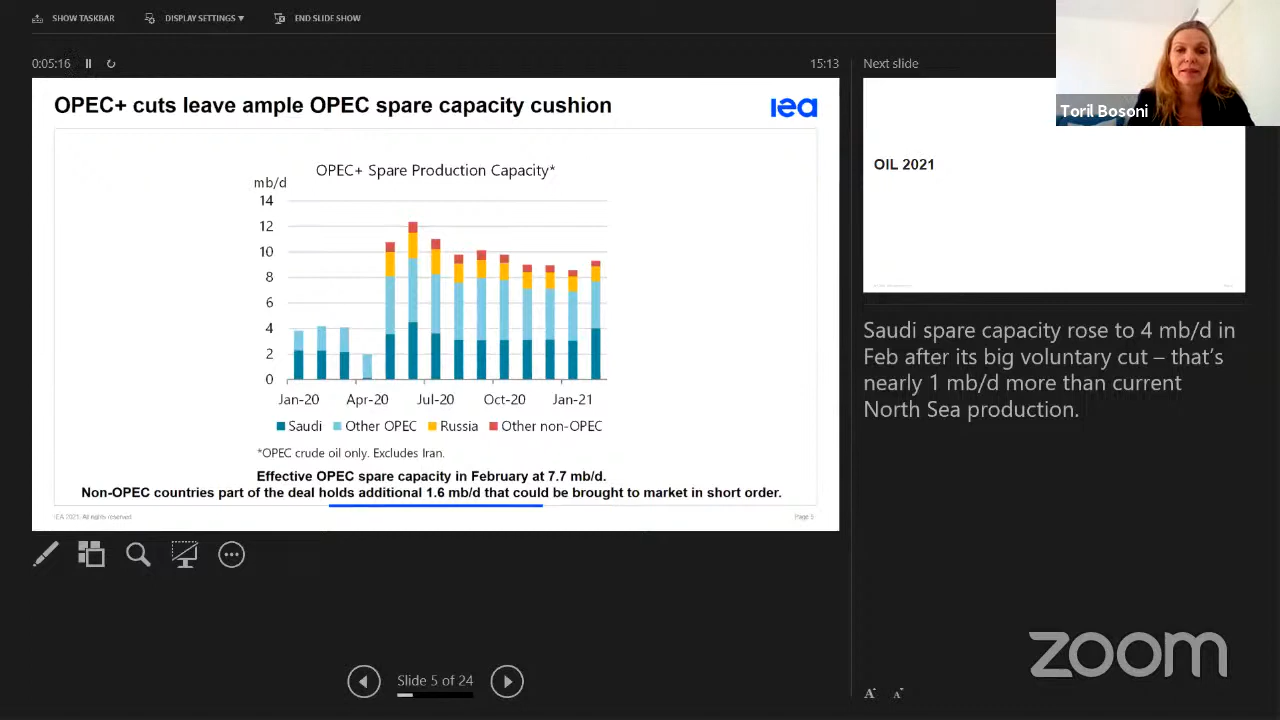 SHOW TASKBAR
DISPLAY SETTINGS ▼
END SLIDE SHOW
0:05:16
15:13
Next slide
Toril Bosoni
OPEC+ cuts leave ample OPEC spare capacity cushion
iea
OPEC+ Spare Production Capacity*
mb/d
14
12
10
8
6
4
2
0
Jan-20 Apr-20 Jul-20 Oct-20 Jan-21
Saudi Other OPEC Russia Other non-OPEC
*OPEC crude oil only. Excludes Iran.
Effective OPEC spare capacity in February at 7.7 mb/d.
Non-OPEC countries part of the deal holds additional 1.6 mb/d that could be brought to market in short order.
IEA 2021. All rights reserved.
Page 5
OIL 2021
Saudi spare capacity rose to 4 mb/d in
Feb after its big voluntary cut – that's
nearly 1 mb/d more than current
North Sea production.
Slide 5 of 24
zoom
A A